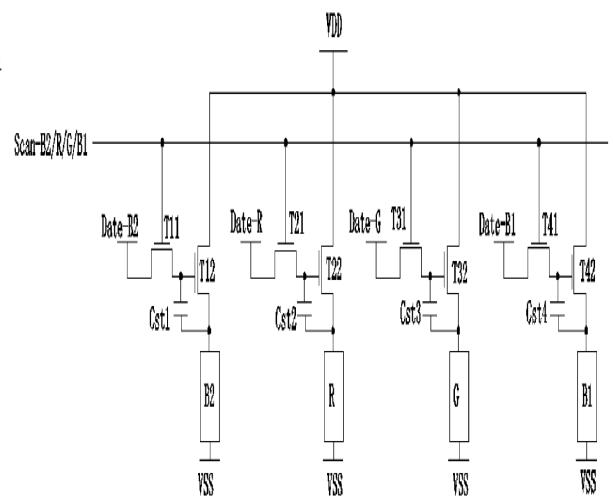 VDD
Scan-B2/R/G/B1
Date-B2 T11 Date-R T21 Date-G T31 Date-B1 T41
T12 T22 T32 T42
Cst1 Cst2 Cst3 Cst4
B2 R G B1
VSS VSS VSS VSS